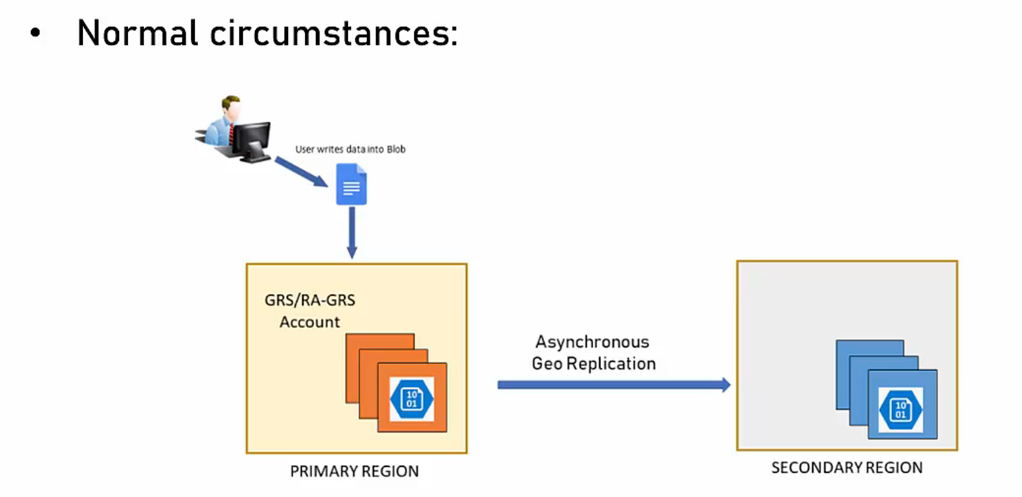 • Normal circumstances:
User writes data into Blob
GRS/RA-GRS
Account
10
01
Asynchronous
Geo Replication
10
01
PRIMARY REGION
SECONDARY REGION